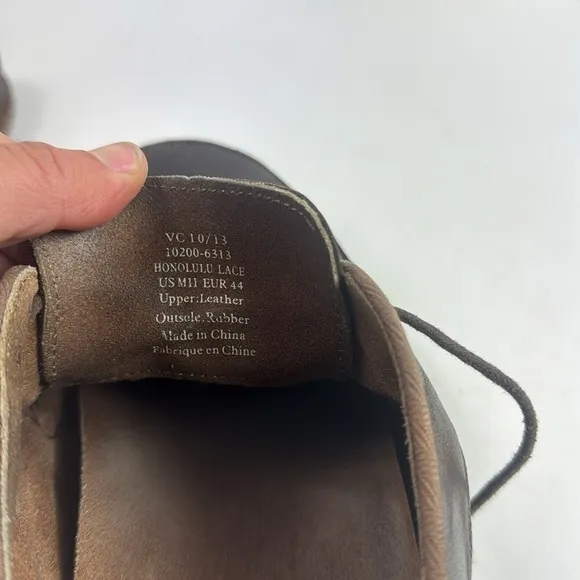 VC 10/13
10200-6313
HONOLULU LACE
US M11 EUR 44
Upper:Leather
Outsole:Rubber
Made in China
Fabrique en Chine